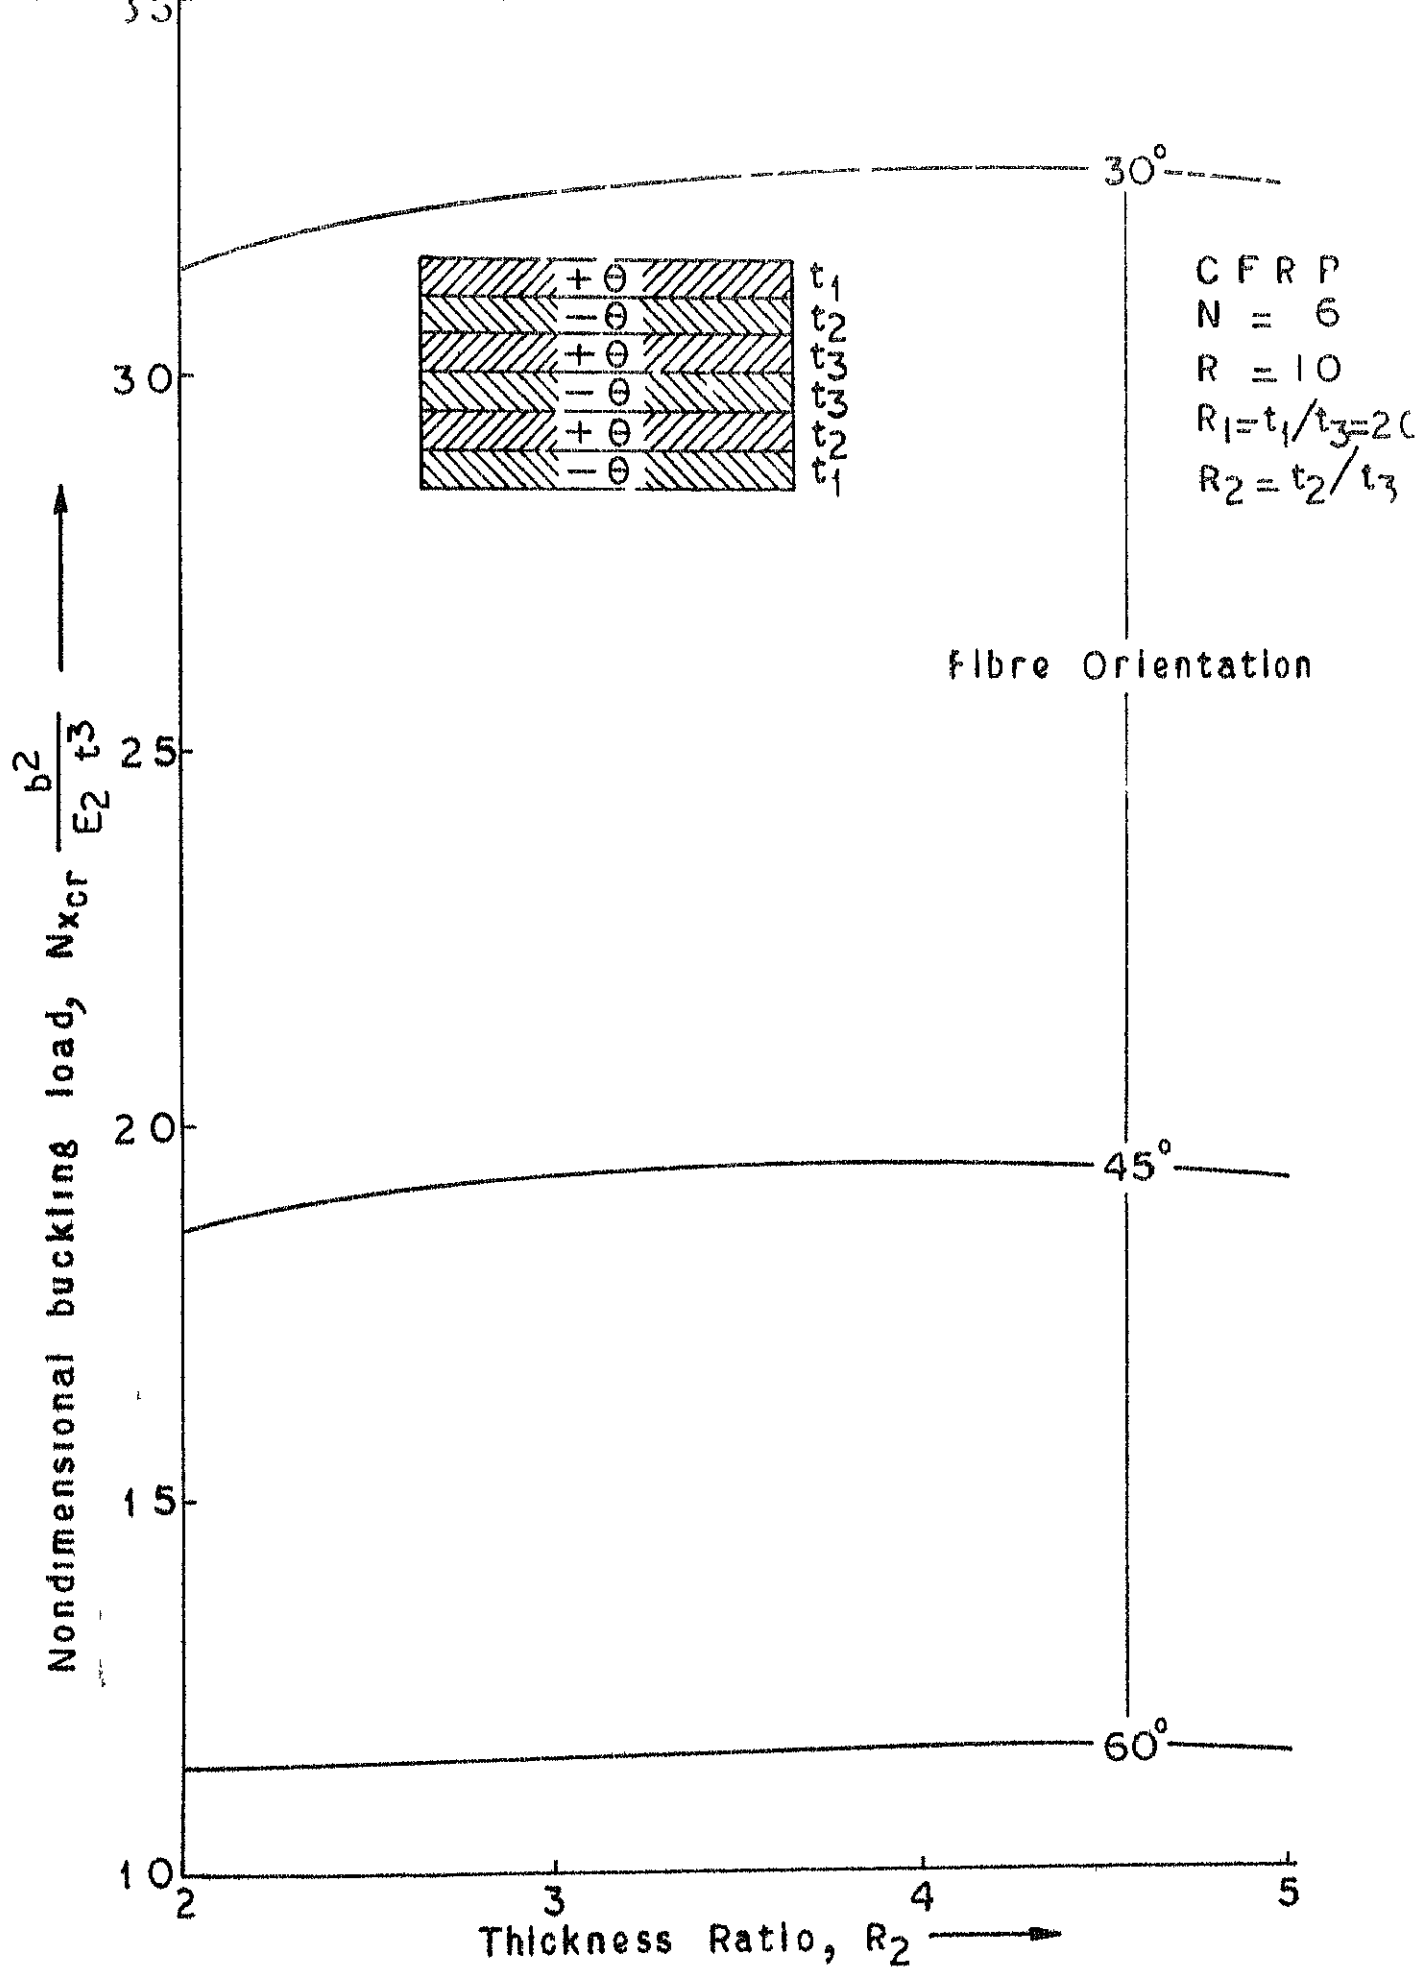 30°
+ Θ t1
− Θ t2
+ Θ t3
− Θ t3
+ Θ t2
− Θ t1
C F R P
N = 6
R = 10
R1=t1/t3=2
R2=t2/t3
30
Fibre Orientation
25
20
45°
15
60°
10
2 3 4 5
Thickness Ratio, R2
Nondimensional buckling load, Nxcr b2/E2 t3